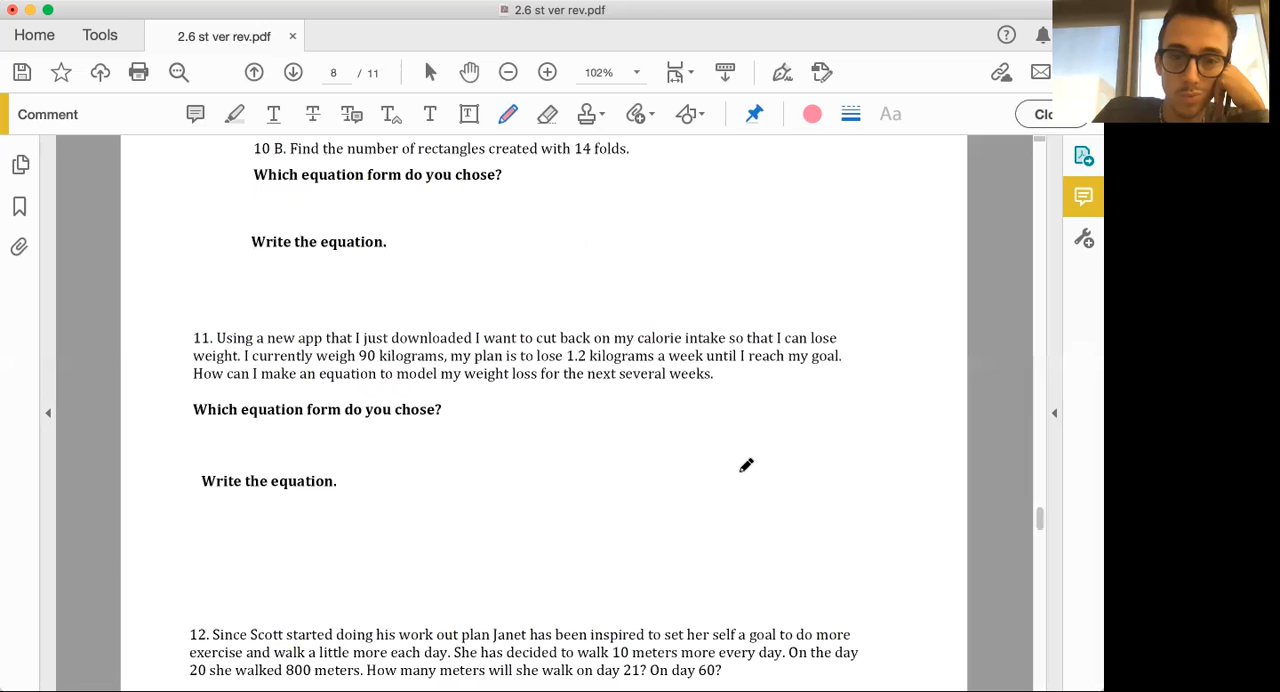 2.6 st ver rev.pdf
Home Tools 2.6 st ver rev.pdf ×
8 / 11 102%
Comment T T T T T Aa Clo
10 B. Find the number of rectangles created with 14 folds.
Which equation form do you chose?
Write the equation.
11. Using a new app that I just downloaded I want to cut back on my calorie intake so that I can lose
weight. I currently weigh 90 kilograms, my plan is to lose 1.2 kilograms a week until I reach my goal.
How can I make an equation to model my weight loss for the next several weeks.
Which equation form do you chose?
Write the equation.
12. Since Scott started doing his work out plan Janet has been inspired to set her self a goal to do more
exercise and walk a little more each day. She has decided to walk 10 meters more every day. On the day
20 she walked 800 meters. How many meters will she walk on day 21? On day 60?